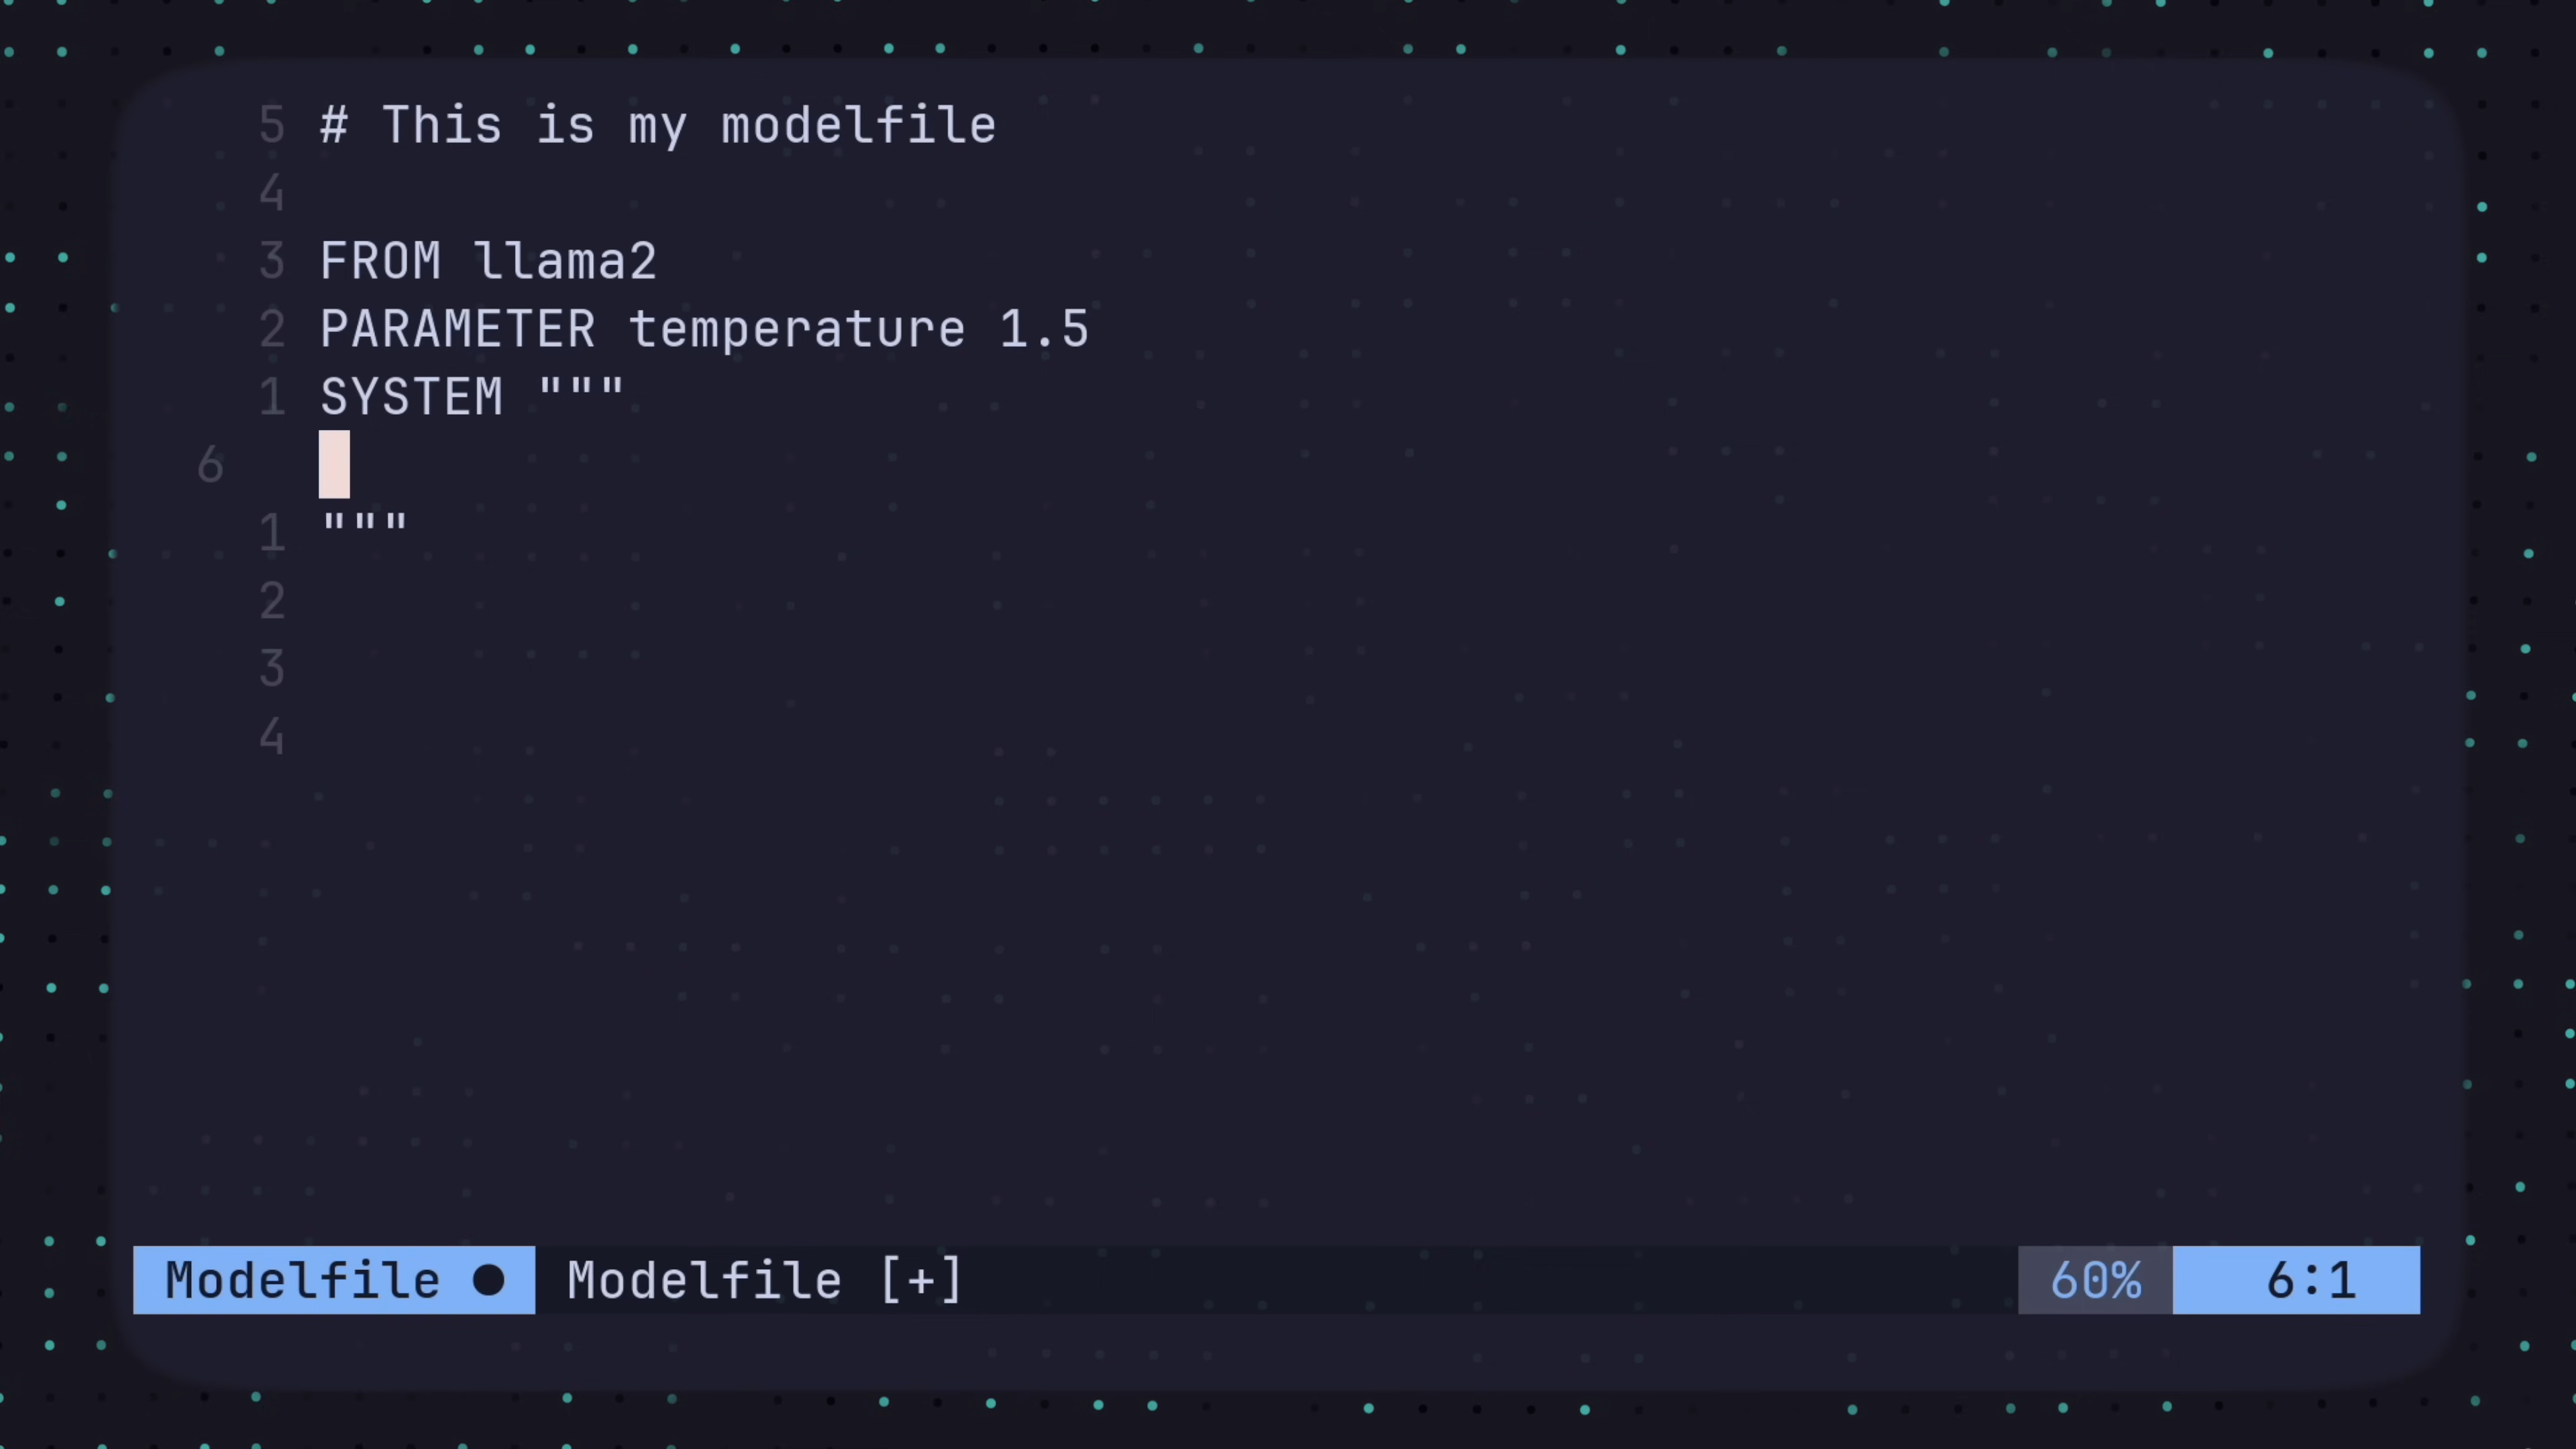 5 # This is my modelfile
4
3 FROM llama2
2 PARAMETER temperature 1.5
1 SYSTEM """
6
1 """
2
3
4
Modelfile ● Modelfile [+] 60% 6:1